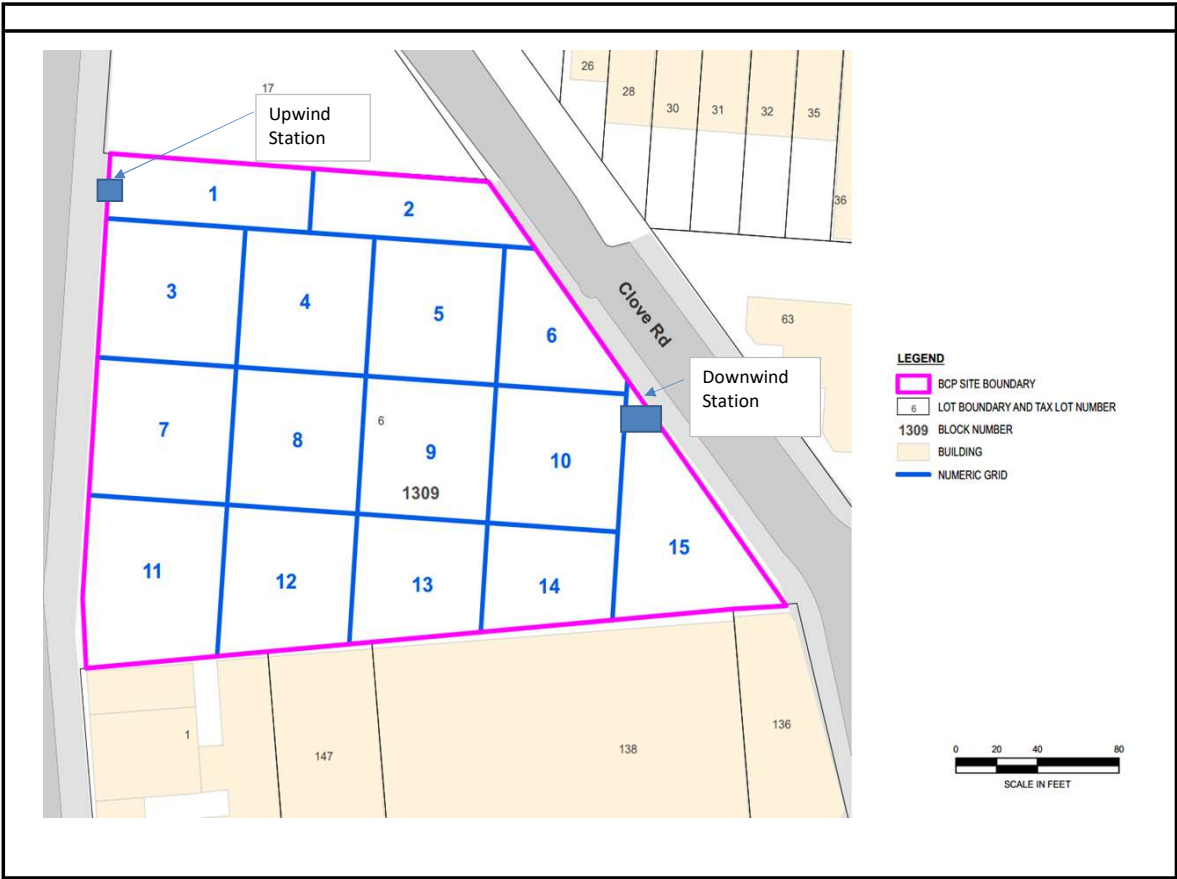 17
26
28
30
31
32
35
36
Upwind
Station
1
2
3
4
5
6
Clove Rd
63
Downwind
Station
7
8
6
9
10
1309
11
12
13
14
15
1
147
138
136
LEGEND
BCP SITE BOUNDARY
6 LOT BOUNDARY AND TAX LOT NUMBER
1309 BLOCK NUMBER
BUILDING
NUMERIC GRID
0 20 40 80
SCALE IN FEET